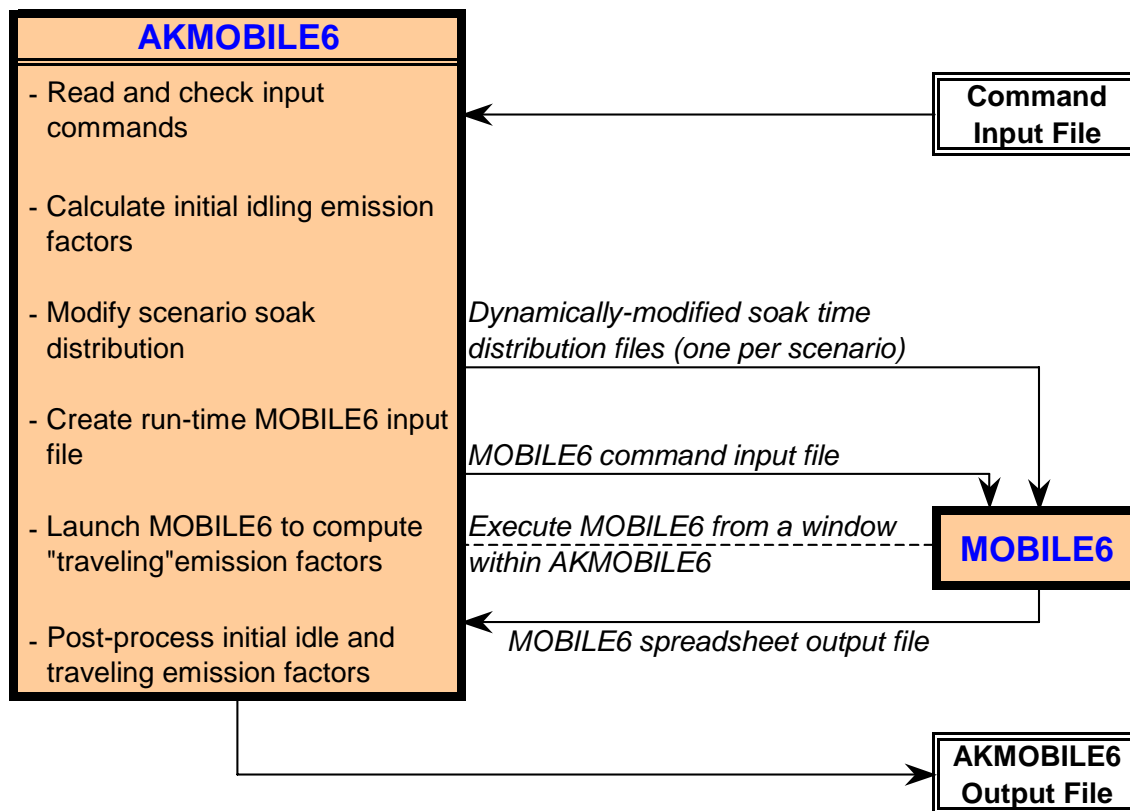 AKMOBILE6
- Read and check input
commands
- Calculate initial idling emission
factors
- Modify scenario soak
distribution
- Create run-time MOBILE6 input
file
- Launch MOBILE6 to compute
"traveling"emission factors
- Post-process initial idle and
traveling emission factors
Command
Input File
Dynamically-modified soak time
distribution files (one per scenario)
MOBILE6 command input file
Execute MOBILE6 from a window
within AKMOBILE6
MOBILE6
MOBILE6 spreadsheet output file
AKMOBILE6
Output File